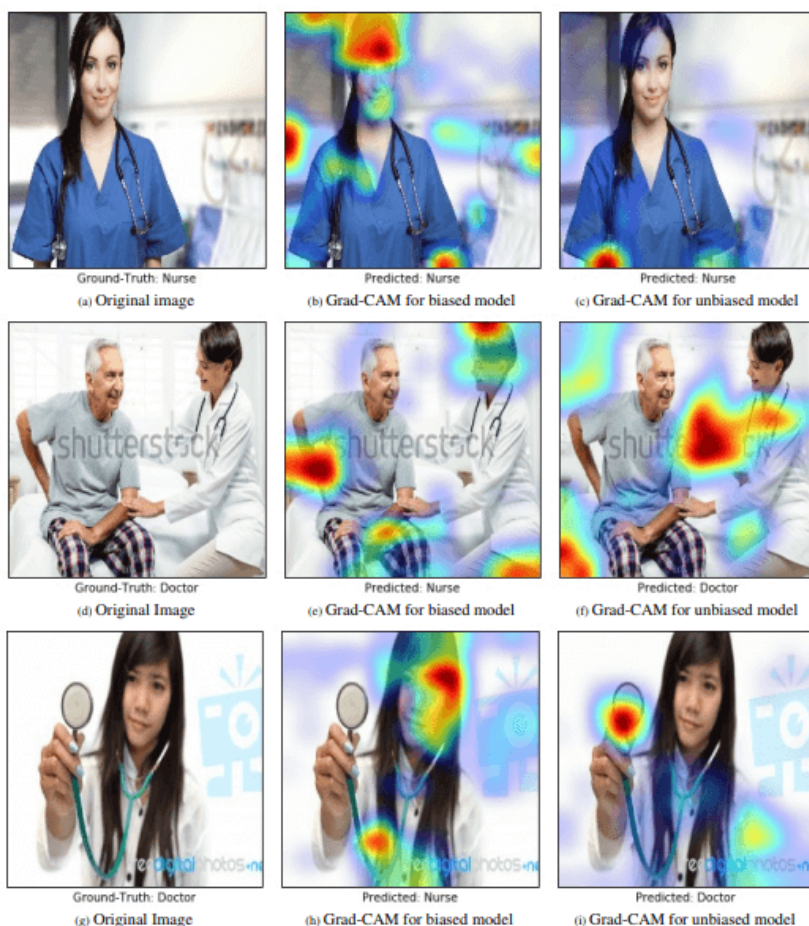 Ground-Truth: Nurse
Predicted: Nurse
Predicted: Nurse
(a) Original image
(b) Grad-CAM for biased model
(c) Grad-CAM for unbiased model
shutterstock
shutterstock
Ground-Truth: Doctor
Predicted: Nurse
Predicted: Doctor
(d) Original Image
(e) Grad-CAM for biased model
(f) Grad-CAM for unbiased model
Ground-Truth: Doctor
Predicted: Nurse
Predicted: Doctor
(g) Original Image
(h) Grad-CAM for biased model
(i) Grad-CAM for unbiased model